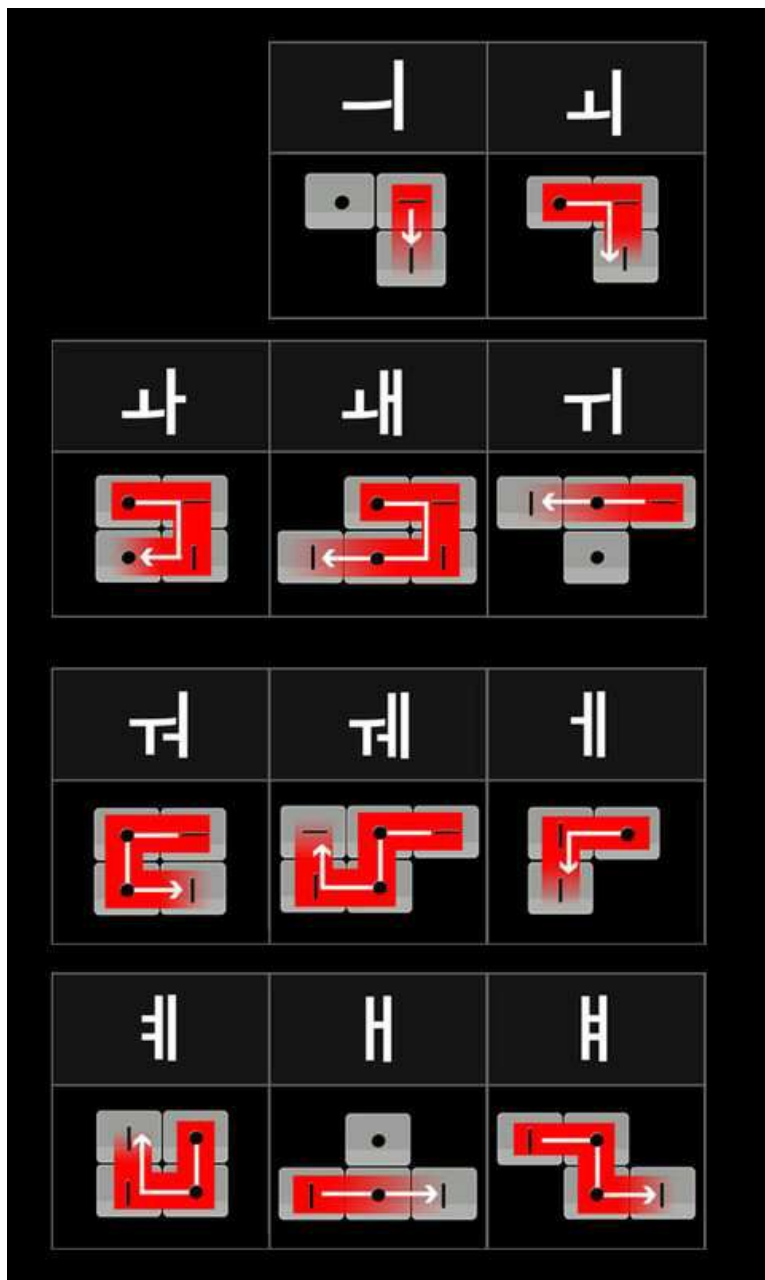 ㅢ ㅚ
ㅘ ㅙ ㅟ
ㅝ ㅞ ㅔ
ㅖ ㅐ ㅒ